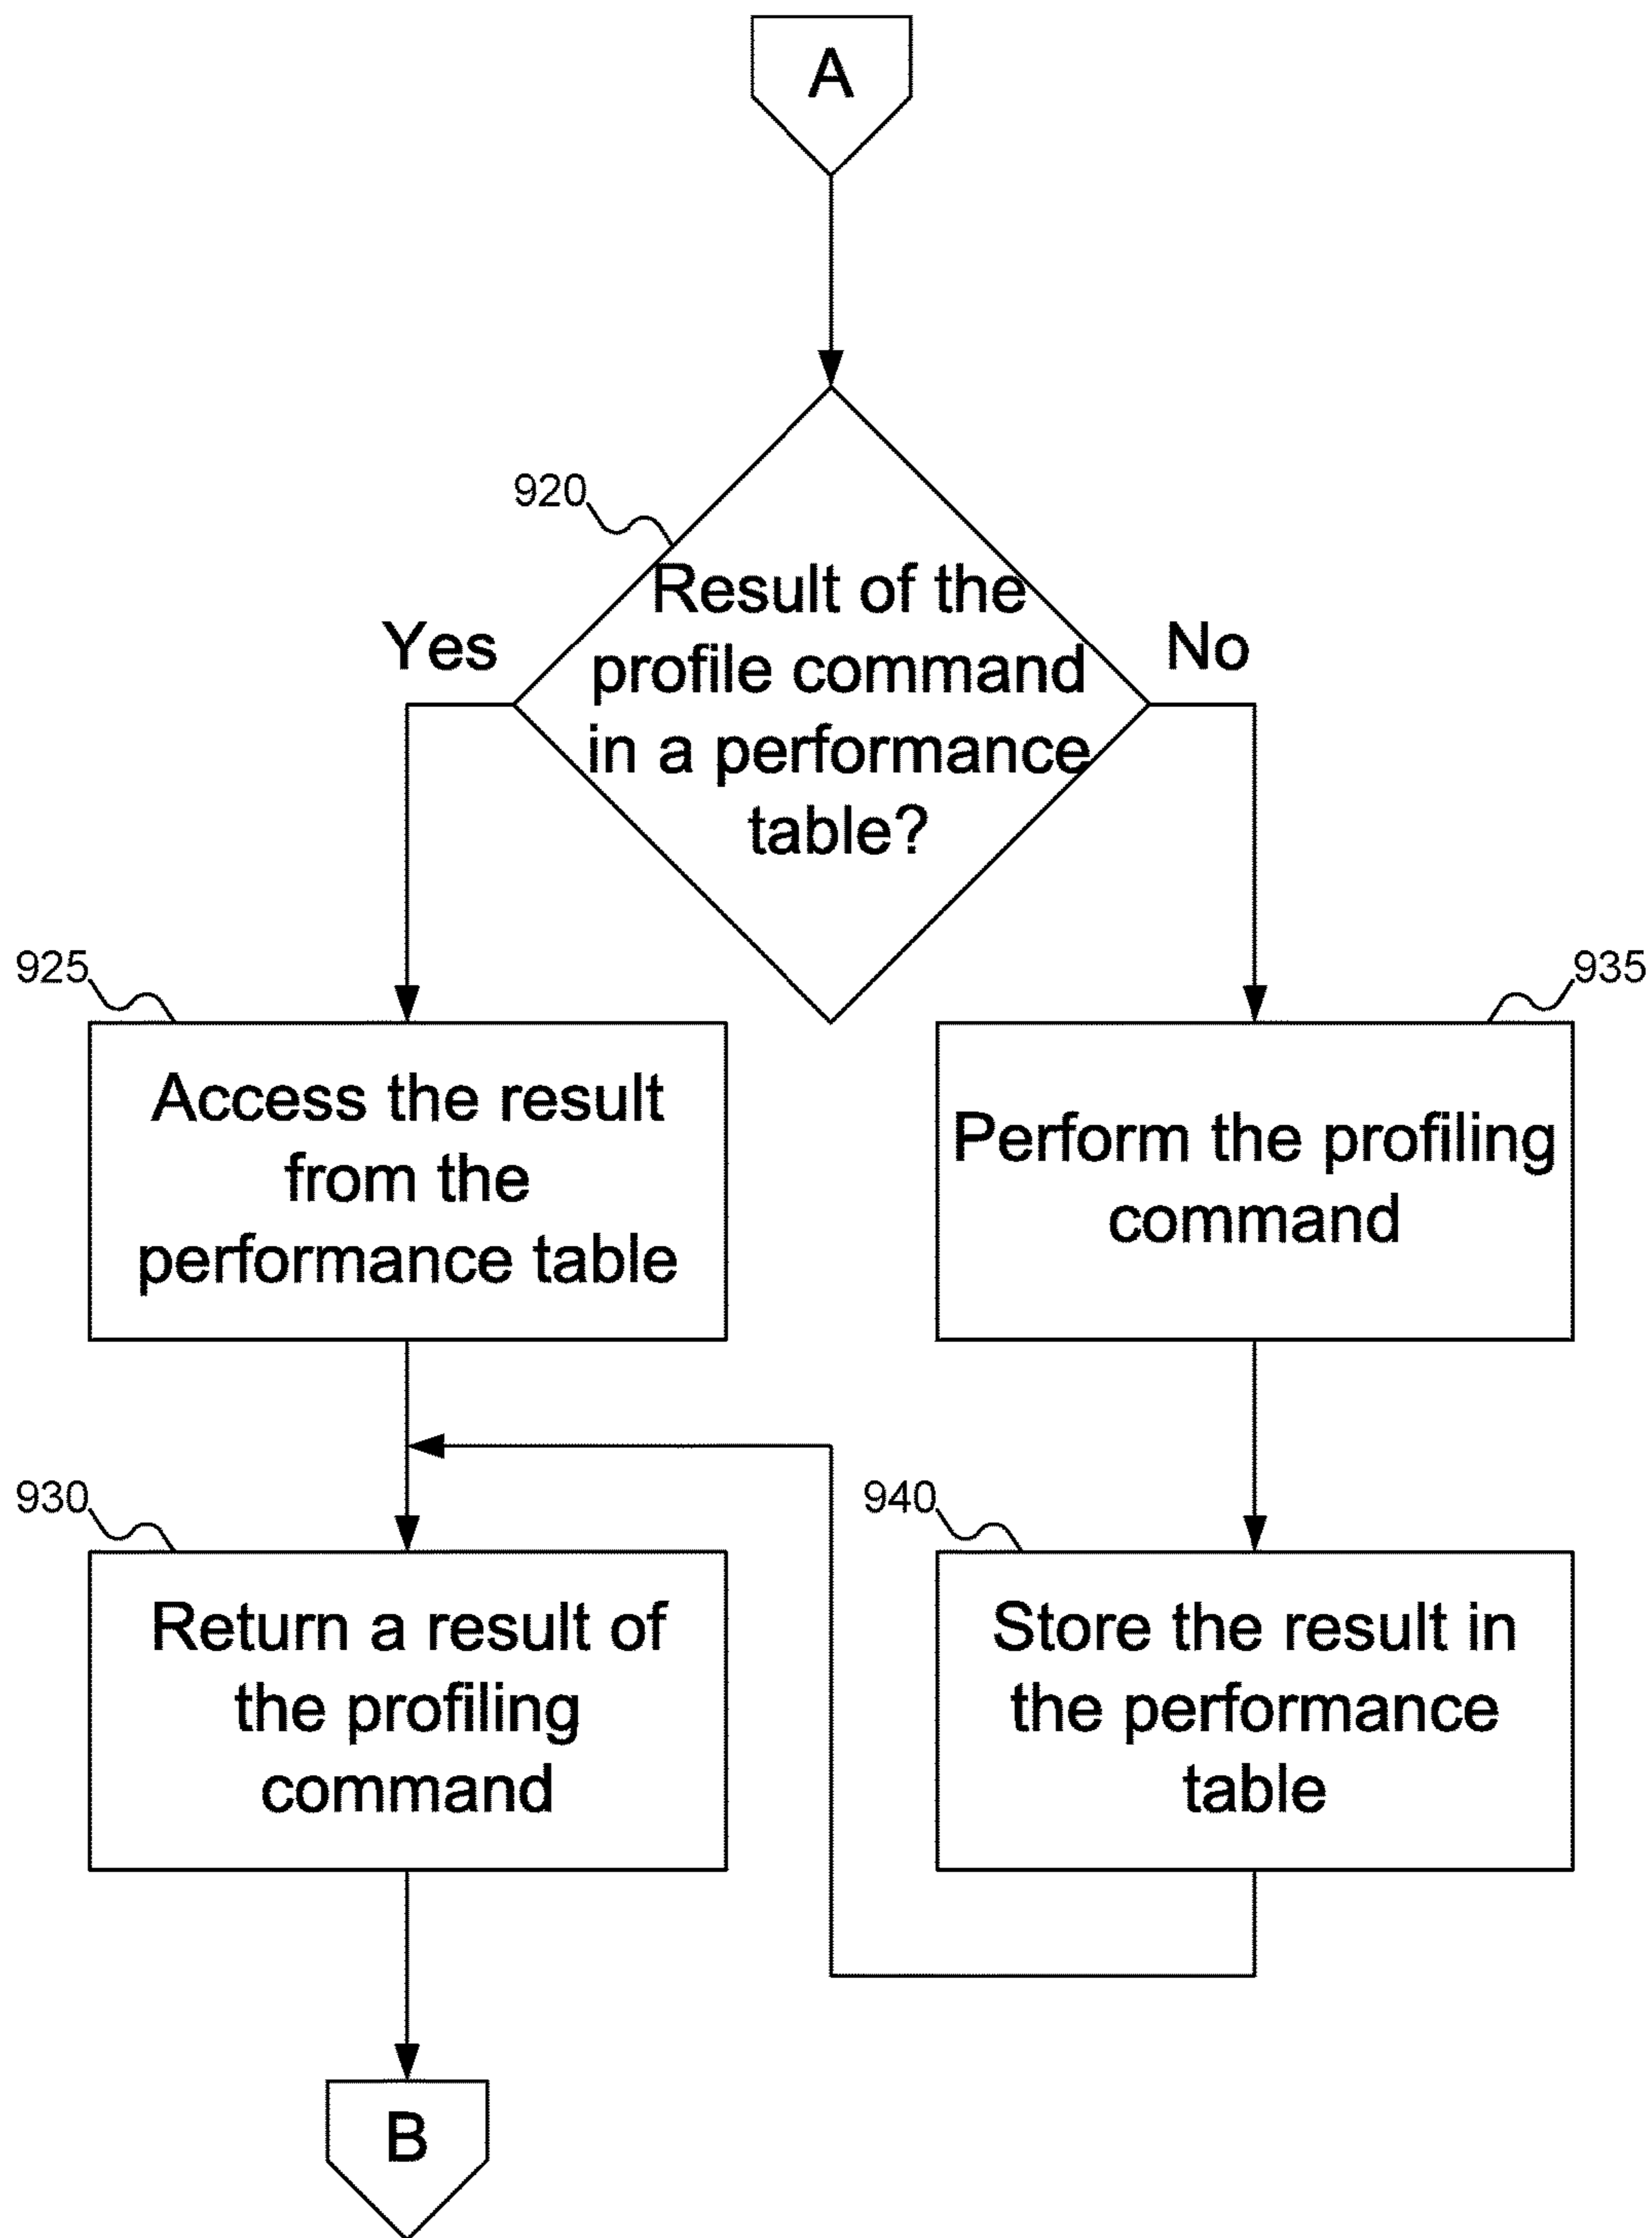 A
920
Result of the
profile command
in a performance
table?
Yes
No
925
Access the result
from the
performance table
935
Perform the profiling
command
930
Return a result of
the profiling
command
940
Store the result in
the performance
table
B